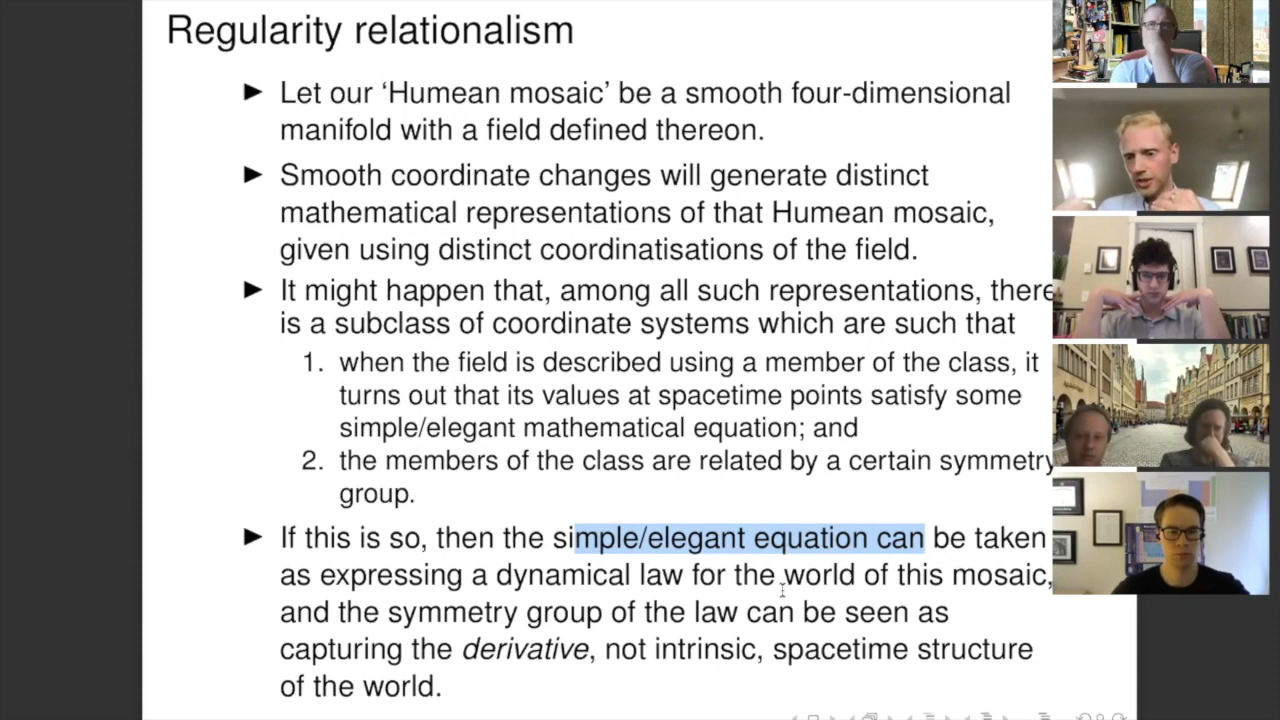 Regularity relationalism
► Let our ‘Humean mosaic’ be a smooth four-dimensional
manifold with a field defined thereon.
► Smooth coordinate changes will generate distinct
mathematical representations of that Humean mosaic,
given using distinct coordinatisations of the field.
► It might happen that, among all such representations, there
is a subclass of coordinate systems which are such that
1. when the field is described using a member of the class, it
turns out that its values at spacetime points satisfy some
simple/elegant mathematical equation; and
2. the members of the class are related by a certain symmetry
group.
► If this is so, then the simple/elegant equation can be taken
as expressing a dynamical law for the world of this mosaic,
and the symmetry group of the law can be seen as
capturing the derivative, not intrinsic, spacetime structure
of the world.